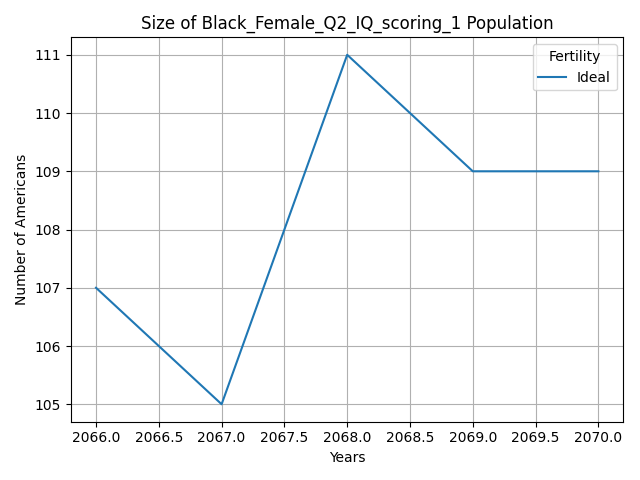 Size of Black_Female_Q2_IQ_scoring_1 Population
Fertility
Ideal
Number of Americans
111
110
109
108
107
106
105
2066.0 2066.5 2067.0 2067.5 2068.0 2068.5 2069.0 2069.5 2070.0
Years